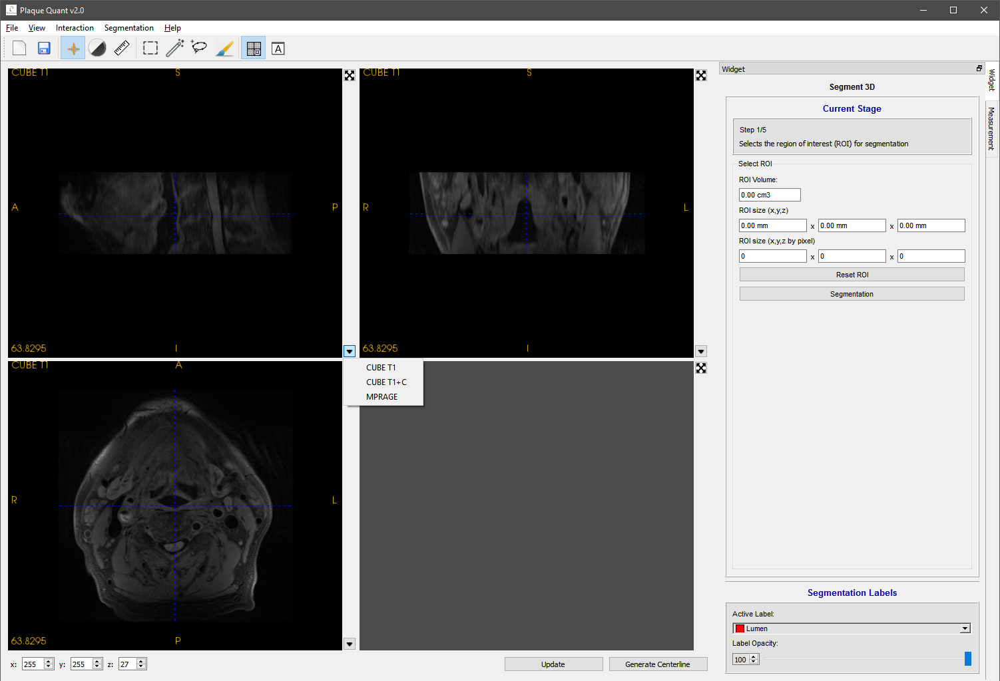 Plaque Quant v2.0
File View Interaction Segmentation Help
A
CUBE T1
S
A
P
63.8295
I
CUBE T1
S
R
L
63.8295
I
CUBE T1
CUBE T1+C
MPRAGE
CUBE T1
A
R
L
63.8295
P
x: 255 y: 255 z: 27
Update
Generate Centerline
Widget
Segment 3D
Current Stage
Step 1/5
Selects the region of interest (ROI) for segmentation
Select ROI
ROI Volume:
0.00 cm3
ROI size (x,y,z)
0.00 mm x 0.00 mm x 0.00 mm
ROI size (x,y,z by pixel)
0 x 0 x 0
Reset ROI
Segmentation
Segmentation Labels
Active Label:
Lumen
Label Opacity:
100
Widget
Measurement